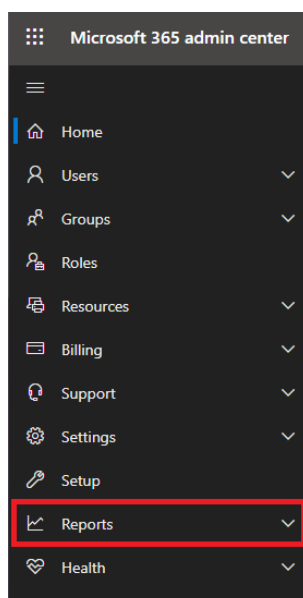 Microsoft 365 admin center
Home
Users
Groups
Roles
Resources
Billing
Support
Settings
Setup
Reports
Health